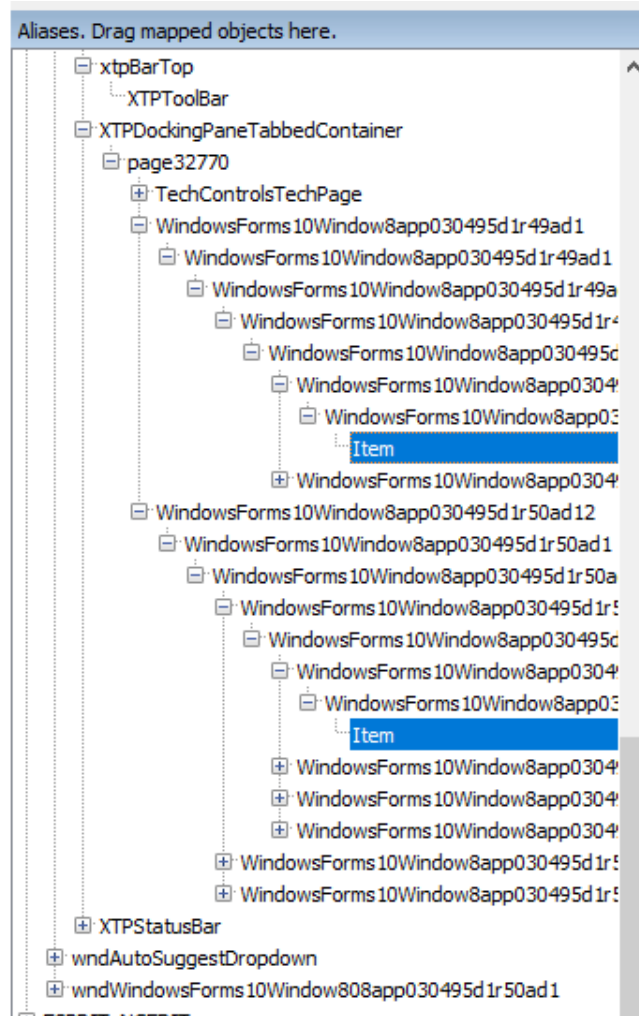 Aliases. Drag mapped objects here.
xtpBarTop
XTPToolBar
XTPDockingPaneTabbedContainer
page32770
TechControlsTechPage
WindowsForms10Window8app030495d1r49ad1
WindowsForms10Window8app030495d1r49ad1
WindowsForms10Window8app030495d1r49a
WindowsForms10Window8app030495d1r4
WindowsForms10Window8app030495d
WindowsForms10Window8app0304
WindowsForms10Window8app03
Item
WindowsForms10Window8app0304
WindowsForms10Window8app030495d1r50ad12
WindowsForms10Window8app030495d1r50ad1
WindowsForms10Window8app030495d1r50a
WindowsForms10Window8app030495d1r5
WindowsForms10Window8app030495d
WindowsForms10Window8app0304
WindowsForms10Window8app03
Item
WindowsForms10Window8app0304
WindowsForms10Window8app0304
WindowsForms10Window8app0304
WindowsForms10Window8app030495d1r5
WindowsForms10Window8app030495d1r5
XTPStatusBar
wndAutoSuggestDropdown
wndWindowsForms10Window808app030495d1r50ad1